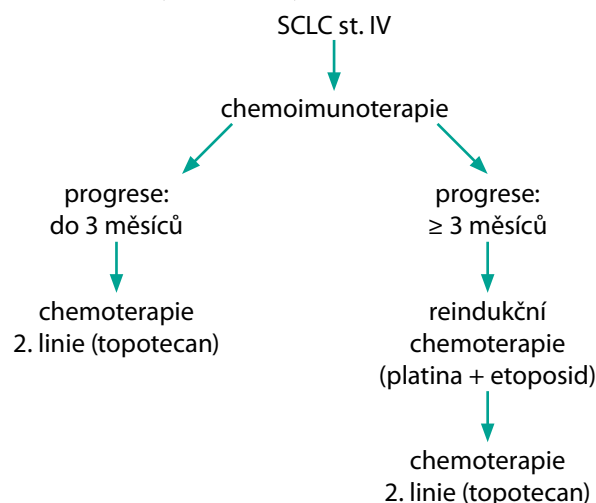 SCLC st. IV
chemoimunoterapie
progrese:
do 3 měsíců
chemoterapie
2. linie (topotecan)
progrese:
≥ 3 měsíců
reindukční
chemoterapie
(platina + etoposid)
chemoterapie
2. linie (topotecan)